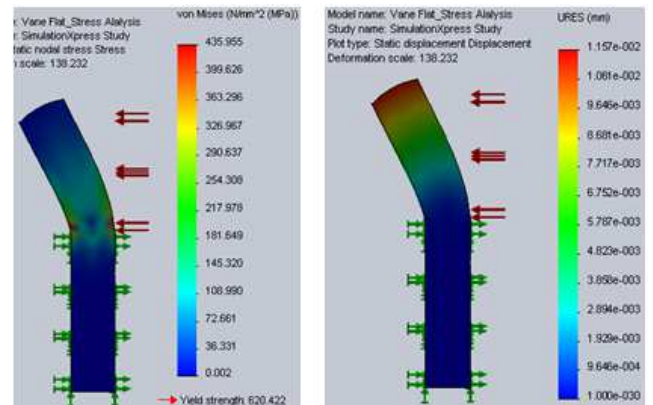 e: Vane Flat_Stress Alalysis
e: SimulationXpress Study
tatic nodal stress Stress
n scale: 138.232
von Mises (N/mm^2 (MPa))
435.955
399.626
363.296
326.967
290.637
254.308
217.978
181.649
145.320
108.990
72.661
36.331
0.002
Yield strength: 620.422
Model name: Vane Flat_Stress Alalysis
Study name: SimulationXpress Study
Plot type: Static displacement Displacement
Deformation scale: 138.232
URES (mm)
1.157e-002
1.061e-002
9.646e-003
8.681e-003
7.717e-003
6.752e-003
5.787e-003
4.823e-003
3.858e-003
2.894e-003
1.929e-003
9.646e-004
1.000e-030